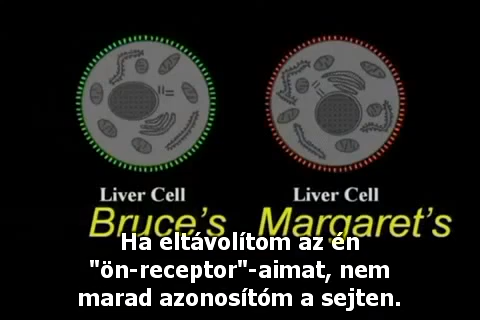 Liver Cell Liver Cell
Bruce's Margaret's
Ha eltávolítom az én
"ön-receptor"-aimat, nem
marad azonosítóm a sejten.